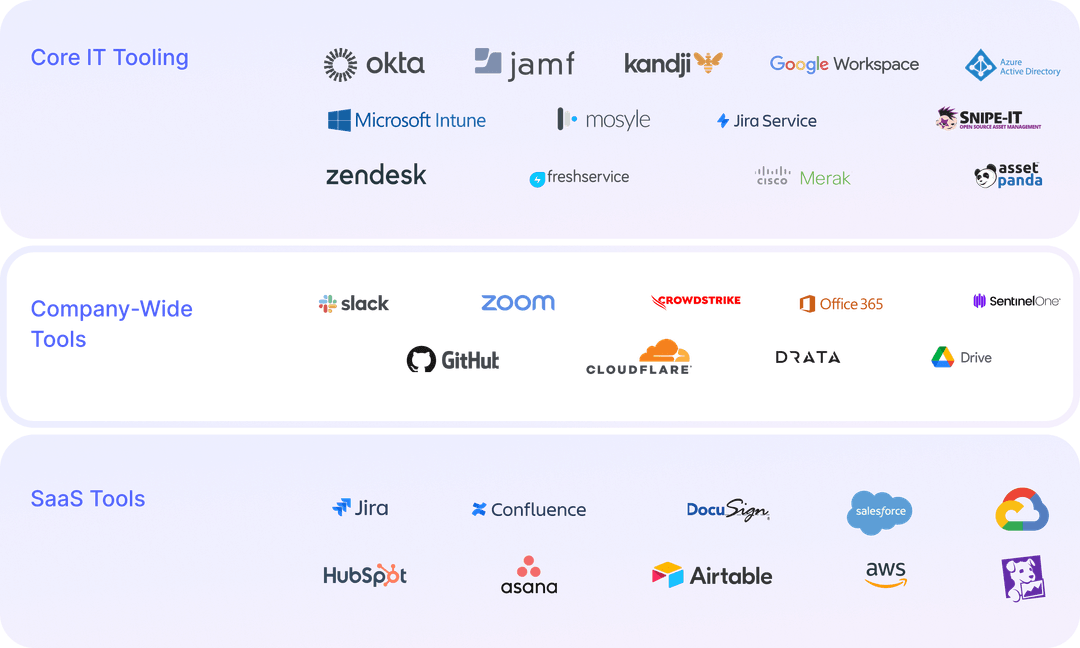 Core IT Tooling
okta
jamf
kandji
Google Workspace
Azure
Active Directory
Microsoft Intune
mosyle
Jira Service
SNIPE-IT
OPEN SOURCE ASSET MANAGEMENT
zendesk
freshservice
cisco Merak
asset
panda
Company-Wide
Tools
slack
zoom
CROWDSTRIKE
Office 365
SentinelOne
GitHub
CLOUDFLARE
DRATA
Drive
SaaS Tools
Jira
Confluence
DocuSign
salesforce
HubSpot
asana
Airtable
aws